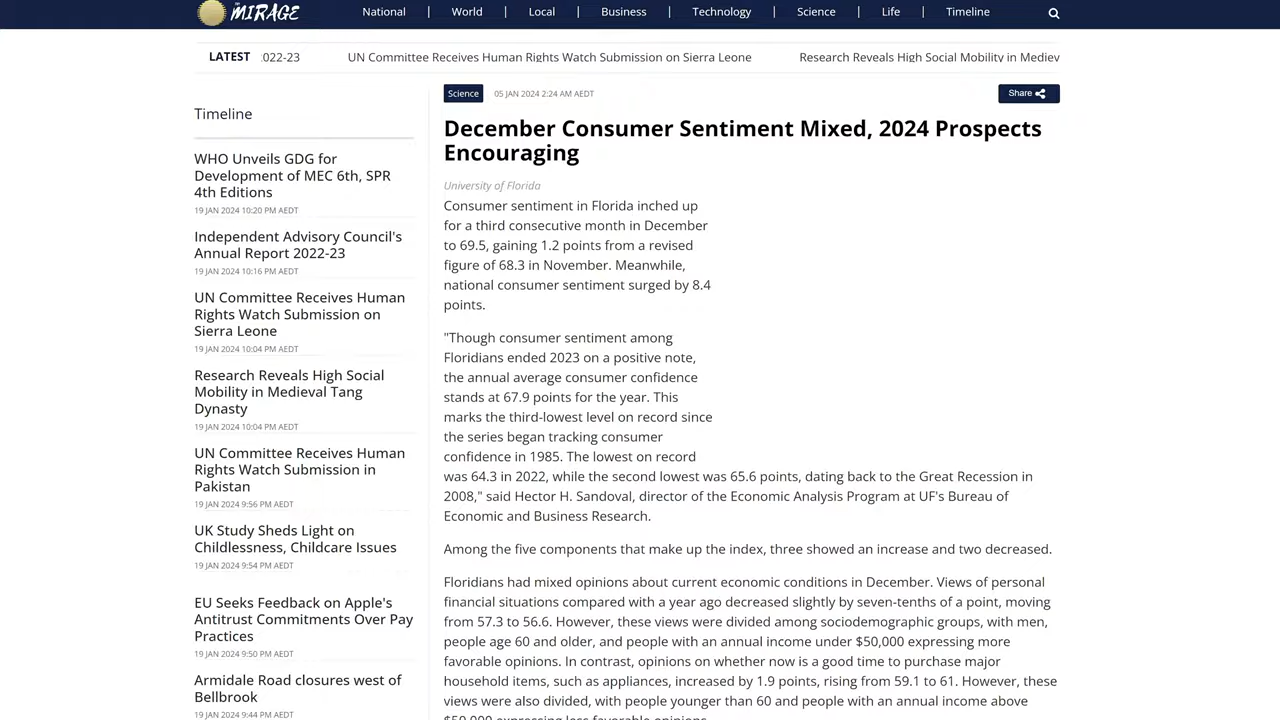 THE
MIRAGE
National | World | Local | Business | Technology | Science | Life | Timeline
LATEST 022-23 UN Committee Receives Human Rights Watch Submission on Sierra Leone Research Reveals High Social Mobility in Mediev
Timeline
WHO Unveils GDG for
Development of MEC 6th, SPR
4th Editions
19 JAN 2024 10:20 PM AEDT
Independent Advisory Council's
Annual Report 2022-23
19 JAN 2024 10:16 PM AEDT
UN Committee Receives Human
Rights Watch Submission on
Sierra Leone
19 JAN 2024 10:04 PM AEDT
Research Reveals High Social
Mobility in Medieval Tang
Dynasty
19 JAN 2024 10:04 PM AEDT
UN Committee Receives Human
Rights Watch Submission in
Pakistan
19 JAN 2024 9:56 PM AEDT
UK Study Sheds Light on
Childlessness, Childcare Issues
19 JAN 2024 9:54 PM AEDT
EU Seeks Feedback on Apple's
Antitrust Commitments Over Pay
Practices
19 JAN 2024 9:50 PM AEDT
Armidale Road closures west of
Bellbrook
19 JAN 2024 9:44 PM AEDT
Science 05 JAN 2024 2:24 AM AEDT Share
December Consumer Sentiment Mixed, 2024 Prospects
Encouraging
University of Florida
Consumer sentiment in Florida inched up
for a third consecutive month in December
to 69.5, gaining 1.2 points from a revised
figure of 68.3 in November. Meanwhile,
national consumer sentiment surged by 8.4
points.
"Though consumer sentiment among
Floridians ended 2023 on a positive note,
the annual average consumer confidence
stands at 67.9 points for the year. This
marks the third-lowest level on record since
the series began tracking consumer
confidence in 1985. The lowest on record
was 64.3 in 2022, while the second lowest was 65.6 points, dating back to the Great Recession in
2008," said Hector H. Sandoval, director of the Economic Analysis Program at UF's Bureau of
Economic and Business Research.
Among the five components that make up the index, three showed an increase and two decreased.
Floridians had mixed opinions about current economic conditions in December. Views of personal
financial situations compared with a year ago decreased slightly by seven-tenths of a point, moving
from 57.3 to 56.6. However, these views were divided among sociodemographic groups, with men,
people age 60 and older, and people with an annual income under $50,000 expressing more
favorable opinions. In contrast, opinions on whether now is a good time to purchase major
household items, such as appliances, increased by 1.9 points, rising from 59.1 to 61. However, these
views were also divided, with people younger than 60 and people with an annual income above
$50,000 expressing less favorable opinions.